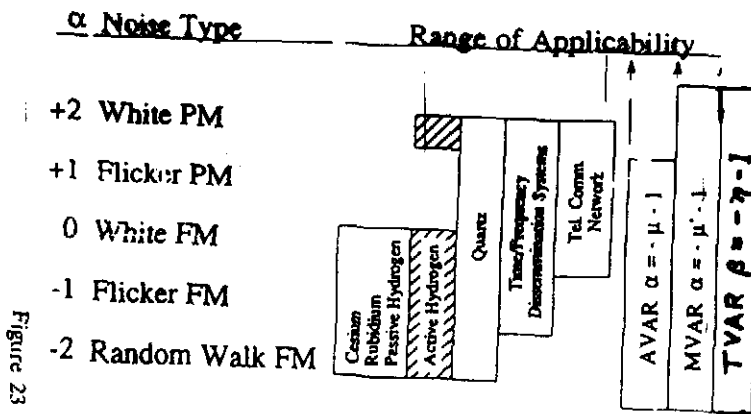 α Noise Type
Range of Applicability
+2 White PM
+1 Flicker PM
0 White FM
-1 Flicker FM
-2 Random Walk FM
Cesium
Rubidium
Passive Hydrogen
Active Hydrogen
Quartz
Time/Frequency
Dissemination Systems
Tel. Comm.
Network
AVAR α = - μ - 1
MVAR α = - μ' - 1
TVAR β = - η - 1
Figure 23